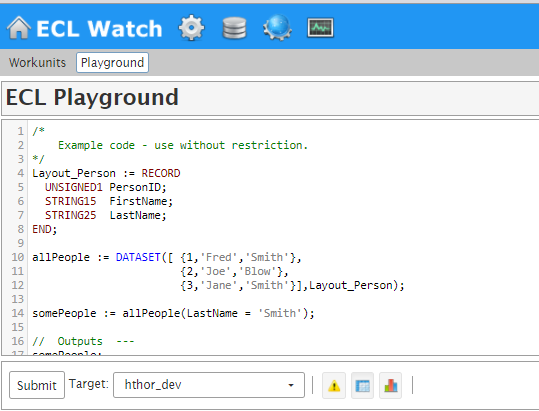 ECL Watch
Workunits Playground
ECL Playground
1 /*
2     Example code - use without restriction.
3 */
4 Layout_Person := RECORD
5   UNSIGNED1 PersonID;
6   STRING15  FirstName;
7   STRING25  LastName;
8 END;
9
10 allPeople := DATASET([ {1,'Fred','Smith'},
11                        {2,'Joe','Blow'},
12                        {3,'Jane','Smith'}],Layout_Person);
13
14 somePeople := allPeople(LastName = 'Smith');
15
16 //  Outputs  ---
17 somePeople;
Submit Target: hthor_dev